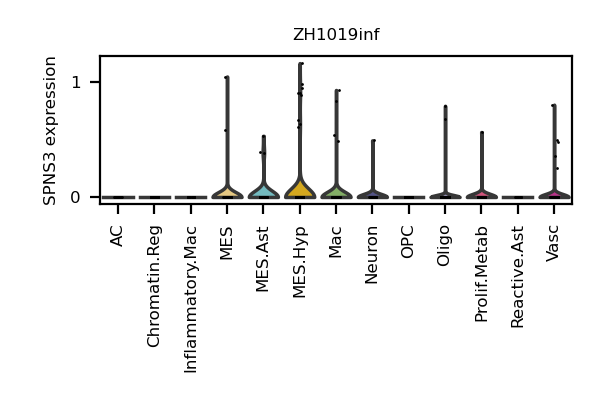 ZH1019inf
SPNS3 expression
1
0
AC
Chromatin.Reg
Inflammatory.Mac
MES
MES.Ast
MES.Hyp
Mac
Neuron
OPC
Oligo
Prolif.Metab
Reactive.Ast
Vasc